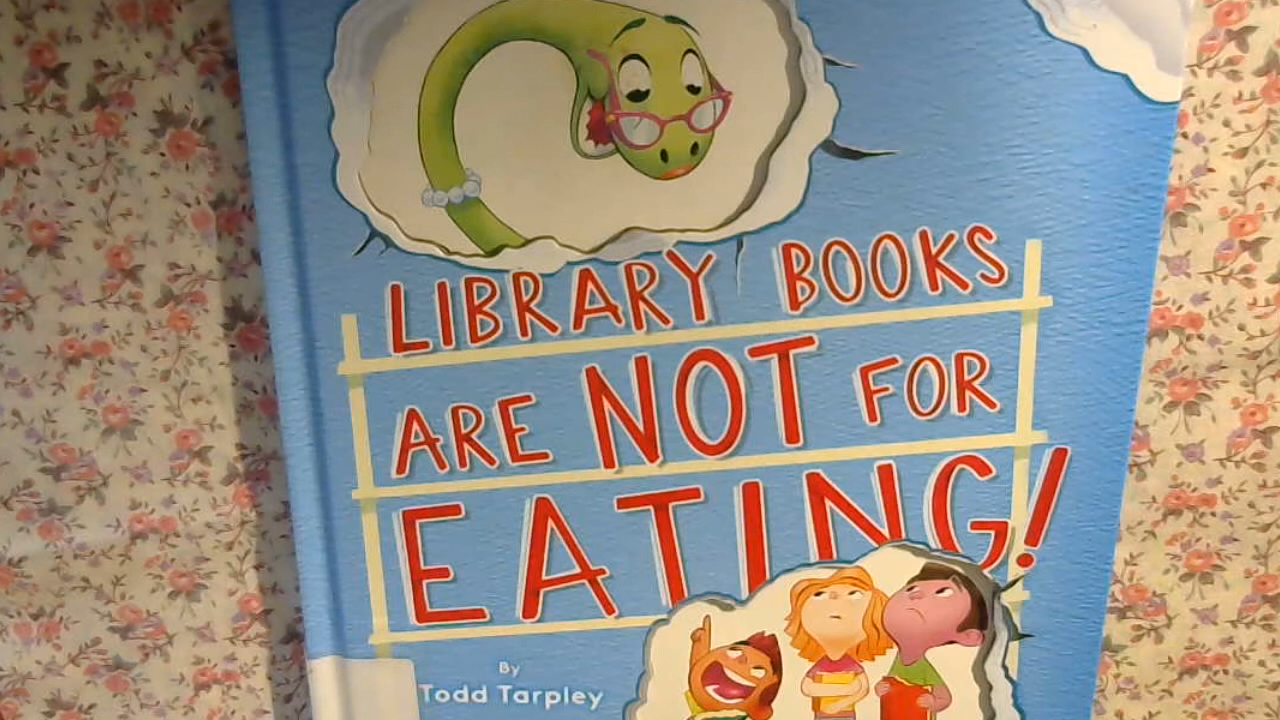 LIBRARY BOOKS
ARE NOT FOR
EATING!
By
Todd Tarpley